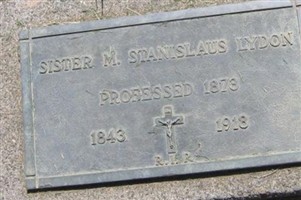 SISTER M. STANISLAUS LYDON
PROFESSED 1873
1843 1918
R.I.P.